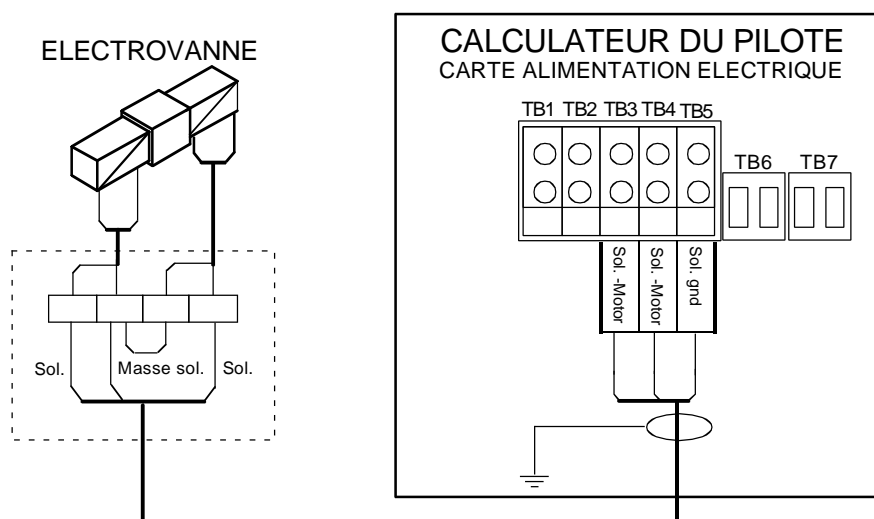 ELECTROVANNE
Sol.
Masse sol.
Sol.
CALCULATEUR DU PILOTE
CARTE ALIMENTATION ELECTRIQUE
TB1 TB2 TB3 TB4 TB5
TB6 TB7
Sol. -Motor
Sol. -Motor
Sol. gnd